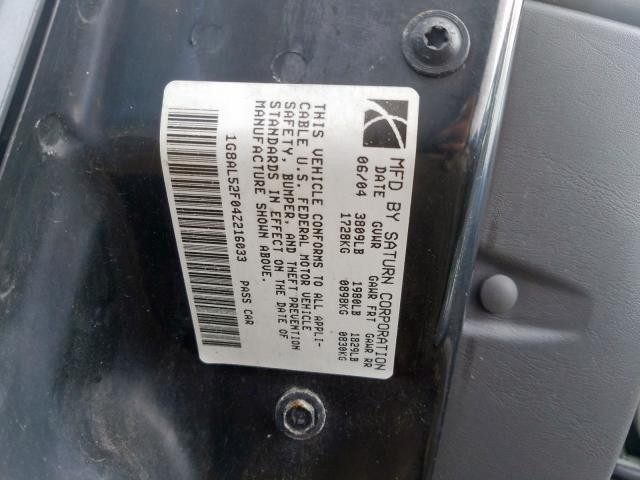 MFD BY SATURN CORPORATION
DATE GVWR GAWR FRT GAWR RR
06/04 3809LB 1980LB 1829LB
1728KG 0898KG 0830KG
THIS VEHICLE CONFORMS TO ALL APPLI-
CABLE U.S. FEDERAL MOTOR VEHICLE
SAFETY, BUMPER, AND THEFT PREVENTION
STANDARDS IN EFFECT ON THE DATE OF
MANUFACTURE SHOWN ABOVE.
1G8AL52F04Z216033 PASS CAR